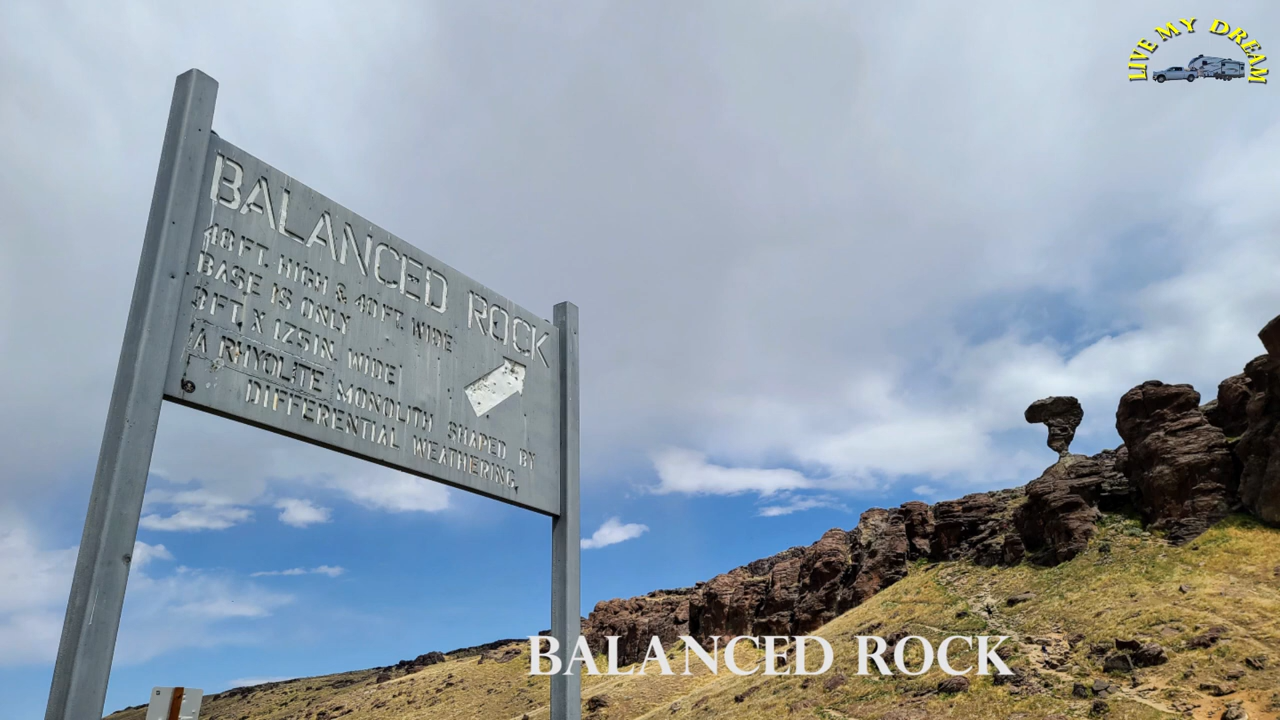 LIVE MY DREAM
BALANCED ROCK
48 FT. HIGH & 40 FT. WIDE
BASE IS ONLY
3 FT. X 17.5 IN. WIDE
A RHYOLITE MONOLITH SHAPED BY
DIFFERENTIAL WEATHERING.
BALANCED ROCK